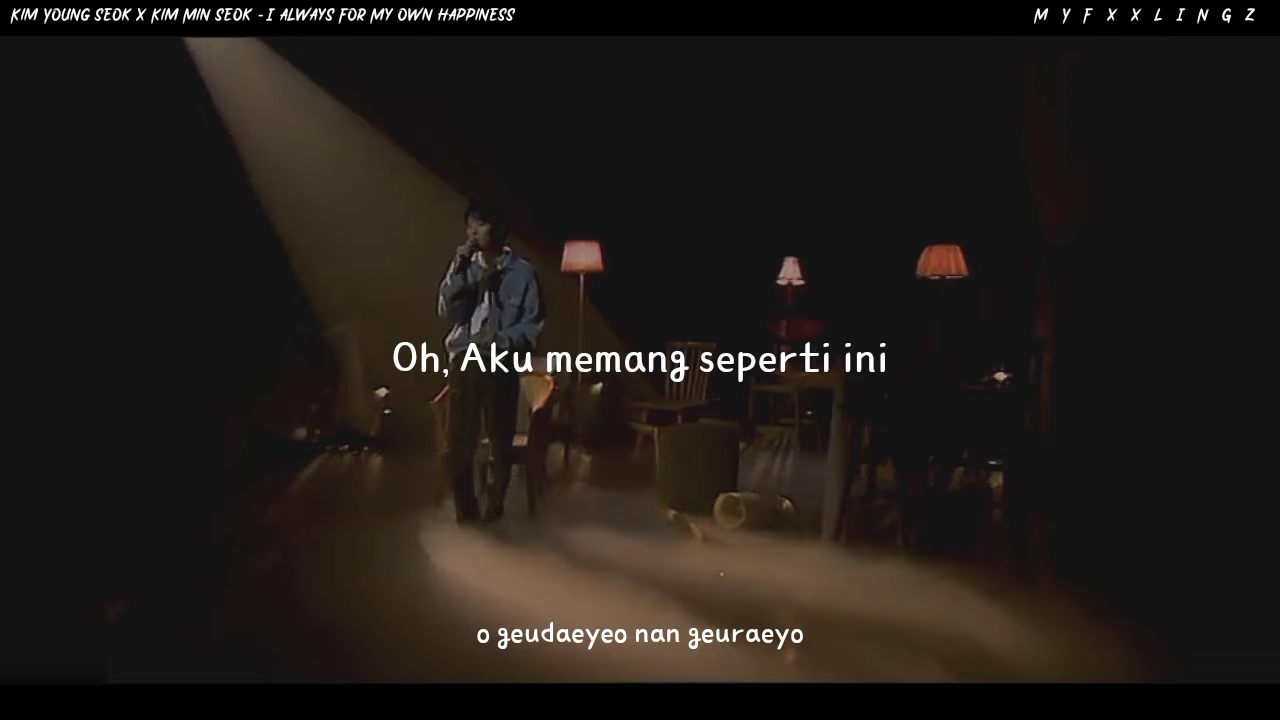 KIM YOUNG SEOK X KIM MIN SEOK - I ALWAYS FOR MY OWN HAPPINESS
MYFXXLINGZ
Oh, Aku memang seperti ini
o geudaeyeo nan geuraeyo